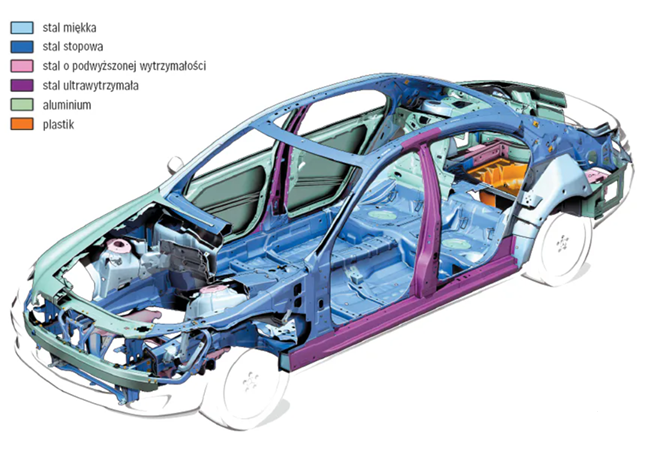 stal miękka
stal stopowa
stal o podwyższonej wytrzymałości
stal ultrawytrzymała
aluminium
plastik